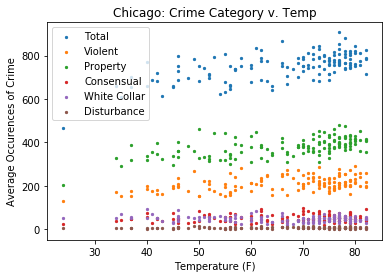 Chicago: Crime Category v. Temp
Total
Violent
Property
Consensual
White Collar
Disturbance
Average Occurences of Crime
800
600
400
200
0
30
40
50
60
70
80
Temperature (F)